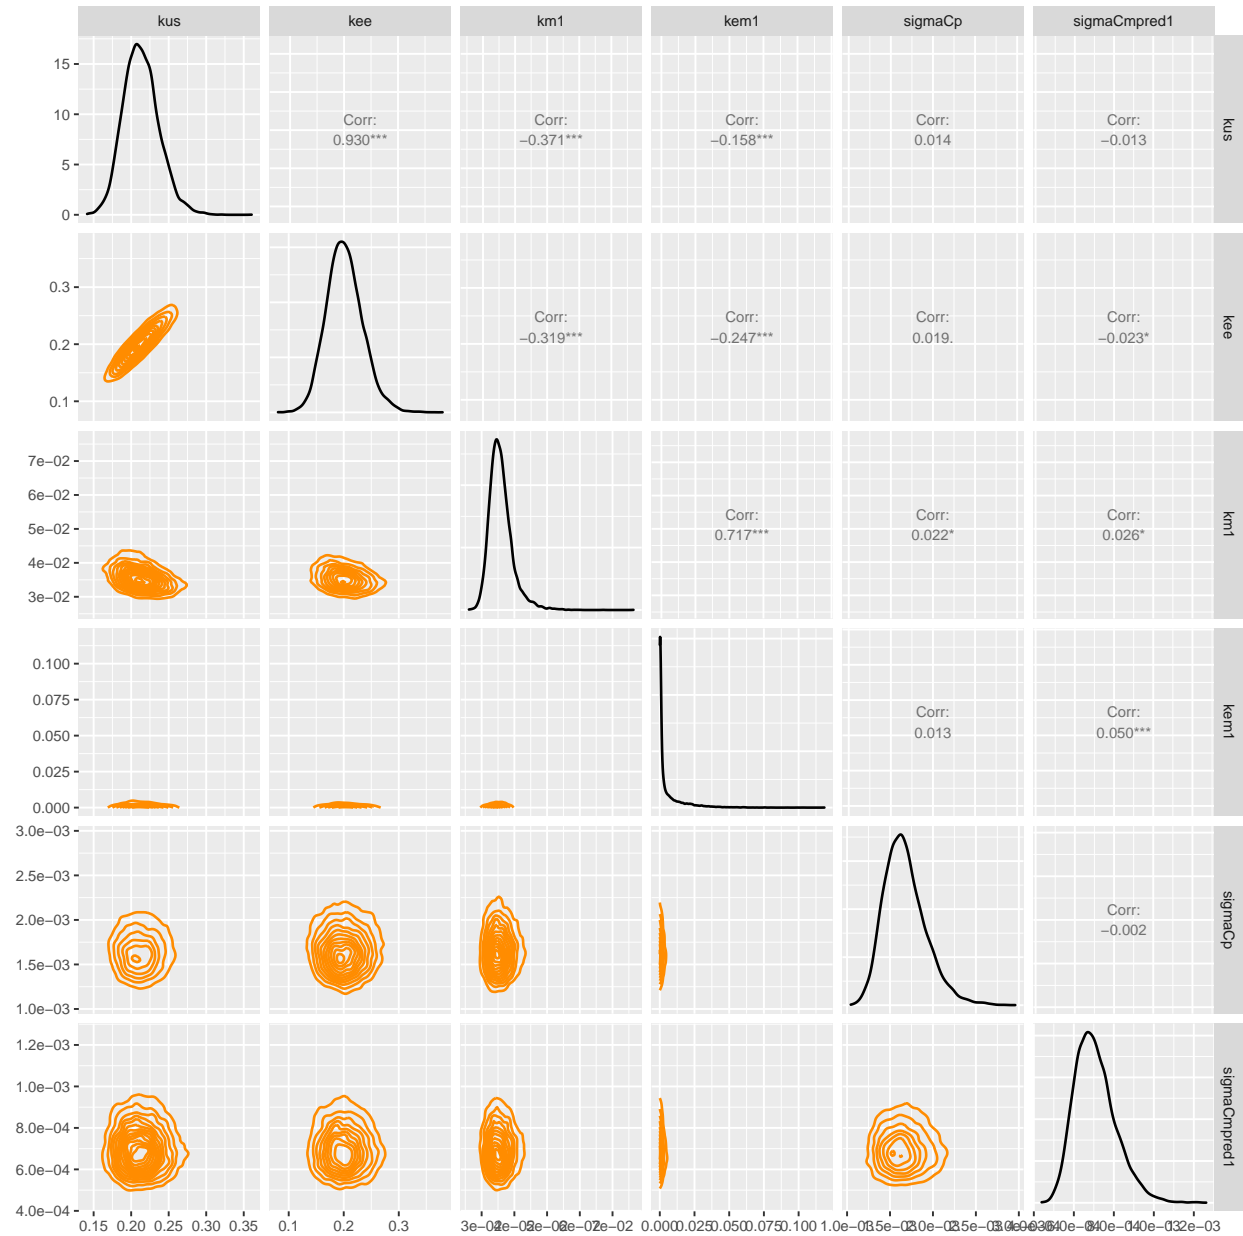 kus kee km1 kem1 sigmaCp sigmaCmpred1
15
10
5
0
Corr:
0.930***
Corr:
−0.371***
Corr:
−0.158***
Corr:
0.014
Corr:
−0.013
kus
0.3
0.2
0.1
Corr:
−0.319***
Corr:
−0.247***
Corr:
0.019.
Corr:
−0.023*
kee
7e−02
6e−02
5e−02
4e−02
3e−02
Corr:
0.717***
Corr:
0.022*
Corr:
0.026*
km1
0.100
0.075
0.050
0.025
0.000
Corr:
0.013
Corr:
0.050***
kem1
3.0e−03
2.5e−03
2.0e−03
1.5e−03
1.0e−03
Corr:
−0.002
sigmaCp
1.2e−03
1.0e−03
8.0e−04
6.0e−04
4.0e−04
sigmaCmpred1
0.15 0.20 0.25 0.30 0.35 0.1 0.2 0.3 0.000 0.025 0.050 0.075 0.100